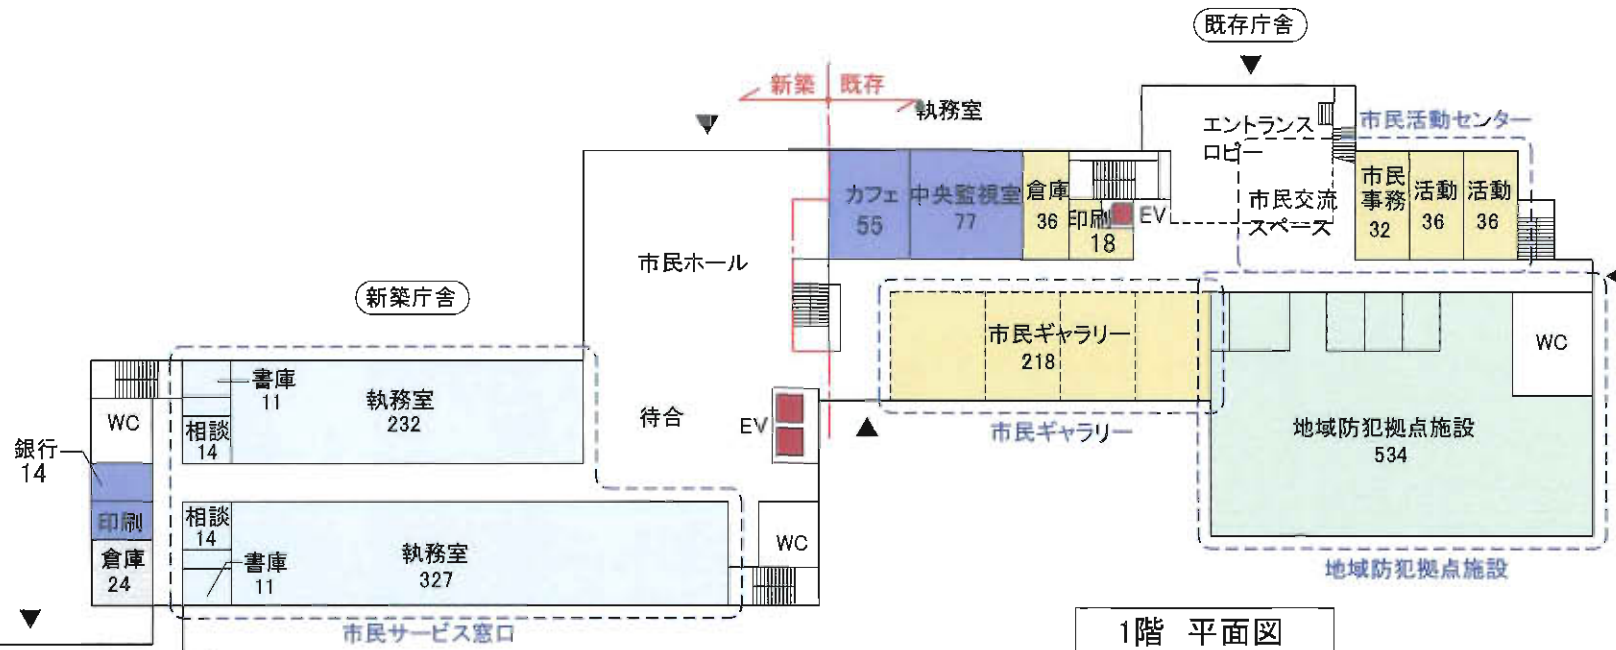 既存庁舎
新築 既存
執務室
エントランス
ロビー
市民活動センター
カフェ
55
中央監視室
77
倉庫
36
印刷
18
EV
市民交流
スペース
市民
事務
32
活動
36
活動
36
市民ホール
新築庁舎
市民ギャラリー
218
WC
書庫
11
執務室
232
待合
EV
市民ギャラリー
地域防犯拠点施設
534
WC
相談
14
銀行
14
印刷
倉庫
24
相談
14
書庫
11
執務室
327
WC
地域防犯拠点施設
市民サービス窓口
1階 平面図